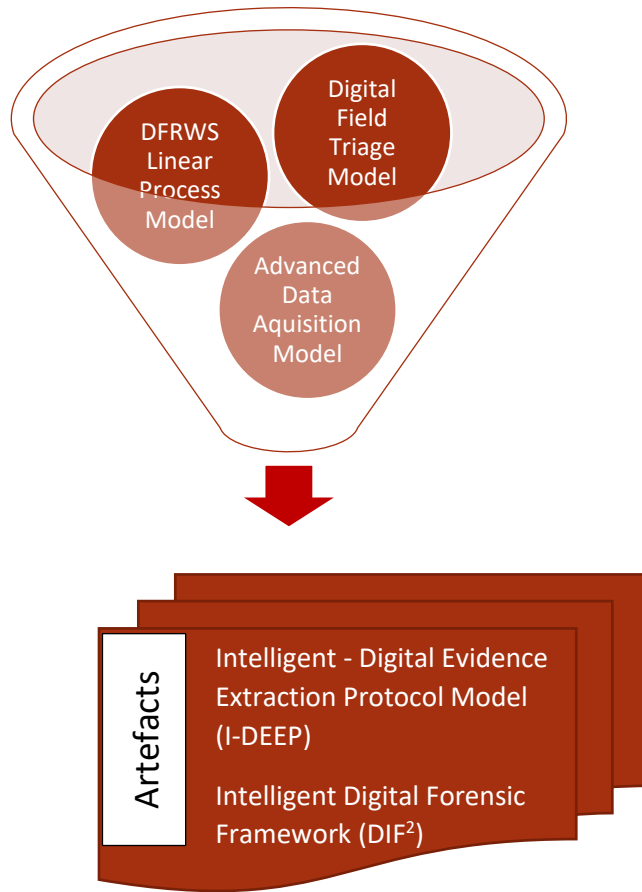 DFRWS
Linear
Process
Model
Digital
Field
Triage
Model
Advanced
Data
Aquisition
Model
Artefacts
Intelligent - Digital Evidence
Extraction Protocol Model
(I-DEEP)
Intelligent Digital Forensic
Framework (DIF²)